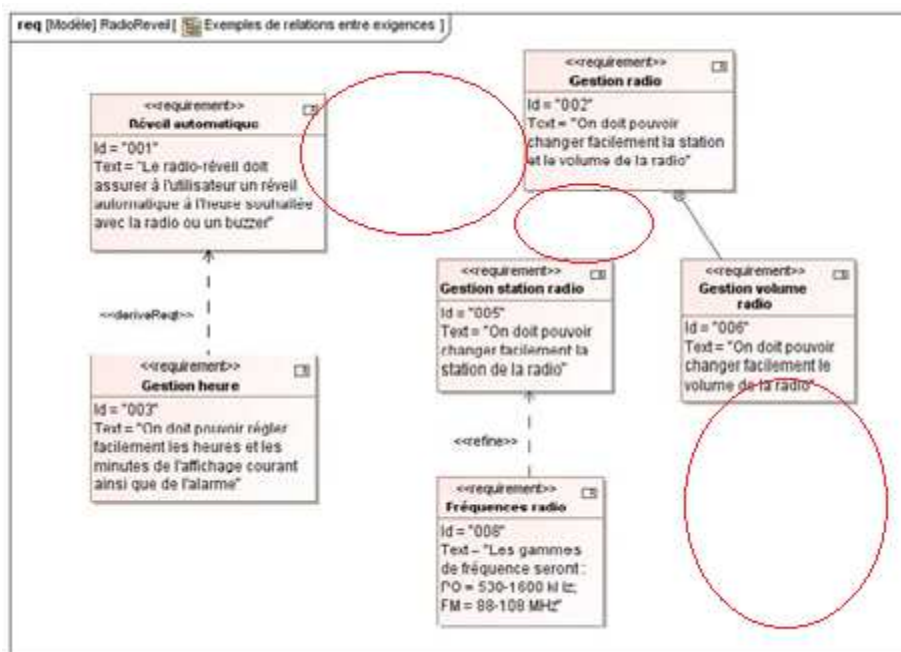 req [Modèle] RadioReveil [ Exemples de relations entre exigences ]
<<requirement>>
Réveil automatique
Id = "001"
Text = "Le radio-réveil doit
assurer à l'utilisateur un réveil
automatique à l'heure souhaitée
avec la radio ou un buzzer"
<<requirement>>
Gestion radio
Id = "002"
Text = "On doit pouvoir
changer facilement la station
et le volume de la radio"
<<deriveReqt>>
<<requirement>>
Gestion station radio
Id = "005"
Text = "On doit pouvoir
changer facilement la
station de la radio"
<<requirement>>
Gestion volume
radio
Id = "006"
Text = "On doit pouvoir
changer facilement le
volume de la radio"
<<requirement>>
Gestion heure
Id = "003"
Text = "On doit pouvoir régler
facilement les heures et les
minutes de l'affichage courant
ainsi que de l'alarme"
<<refine>>
<<requirement>>
Fréquences radio
Id = "008"
Text = "Les gammes
de fréquence seront :
PO = 530-1600 kHz;
FM = 88-108 MHz"